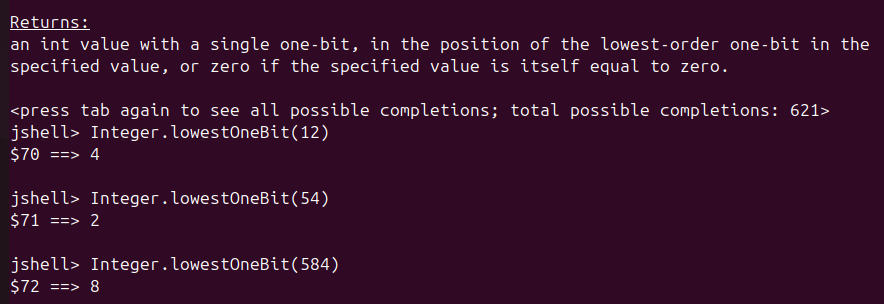 Returns:
an int value with a single one-bit, in the position of the lowest-order one-bit in the
specified value, or zero if the specified value is itself equal to zero.
<press tab again to see all possible completions; total possible completions: 621>
jshell> Integer.lowestOneBit(12)
$70 ==> 4
jshell> Integer.lowestOneBit(54)
$71 ==> 2
jshell> Integer.lowestOneBit(584)
$72 ==> 8